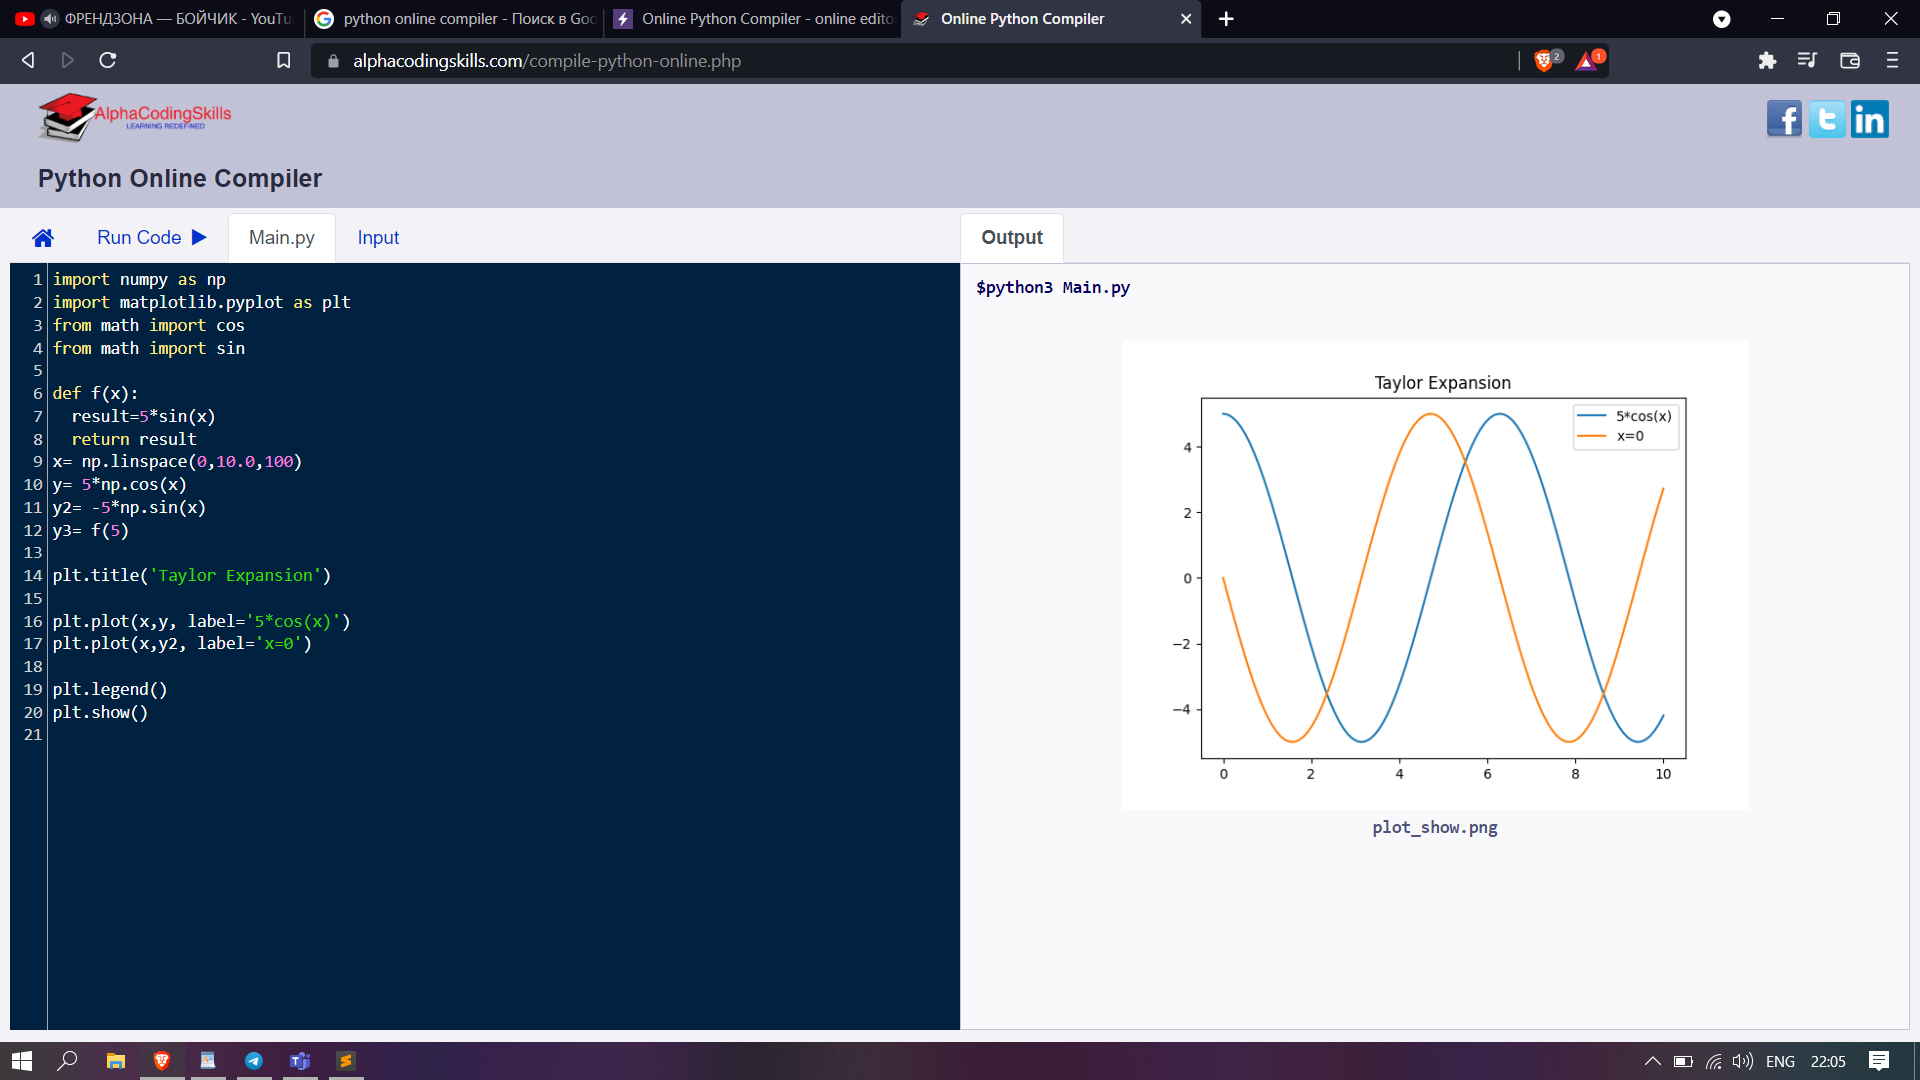 ФРЕНДЗОНА — БОЙЧИК - YouTu
python online compiler - Поиск в Goo
Online Python Compiler - online edito
Online Python Compiler
alphacodingskills.com/compile-python-online.php
2
1
AlphaCodingSkills
LEARNING REDEFINED
Python Online Compiler
Run Code
Main.py
Input
Output
1 import numpy as np
2 import matplotlib.pyplot as plt
3 from math import cos
4 from math import sin
5
6 def f(x):
7   result=5*sin(x)
8   return result
9 x= np.linspace(0,10.0,100)
10 y= 5*np.cos(x)
11 y2= -5*np.sin(x)
12 y3= f(5)
13
14 plt.title('Taylor Expansion')
15
16 plt.plot(x,y, label='5*cos(x)')
17 plt.plot(x,y2, label='x=0')
18
19 plt.legend()
20 plt.show()
21
$python3 Main.py
Taylor Expansion
5*cos(x)
x=0
4
2
0
−2
−4
0 2 4 6 8 10
plot_show.png
ENG
22:05